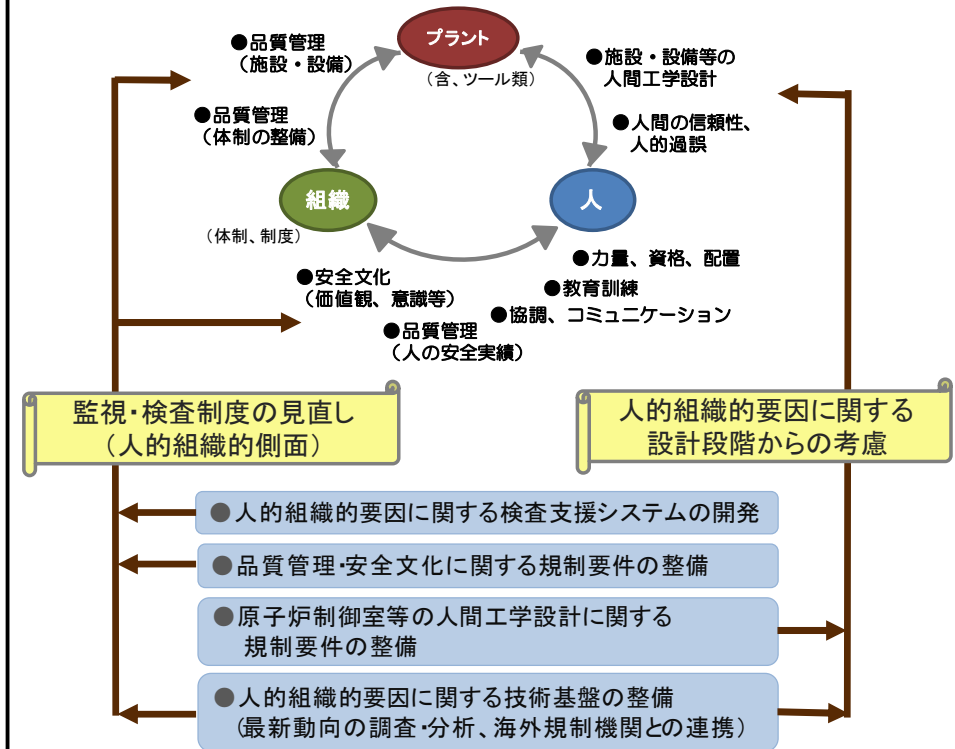 プラント
(含、ツール類)
●品質管理
(施設・設備)
●品質管理
(体制の整備)
●施設・設備等の
人間工学設計
●人間の信頼性、
人的過誤
組織
(体制、制度)
人
●安全文化
(価値観、意識等)
●品質管理
(人の安全実績)
●力量、資格、配置
●教育訓練
●協調、コミュニケーション
監視・検査制度の見直し
(人的組織的側面)
人的組織的要因に関する
設計段階からの考慮
●人的組織的要因に関する検査支援システムの開発
●品質管理・安全文化に関する規制要件の整備
●原子炉制御室等の人間工学設計に関する
規制要件の整備
●人的組織的要因に関する技術基盤の整備
(最新動向の調査・分析、海外規制機関との連携)